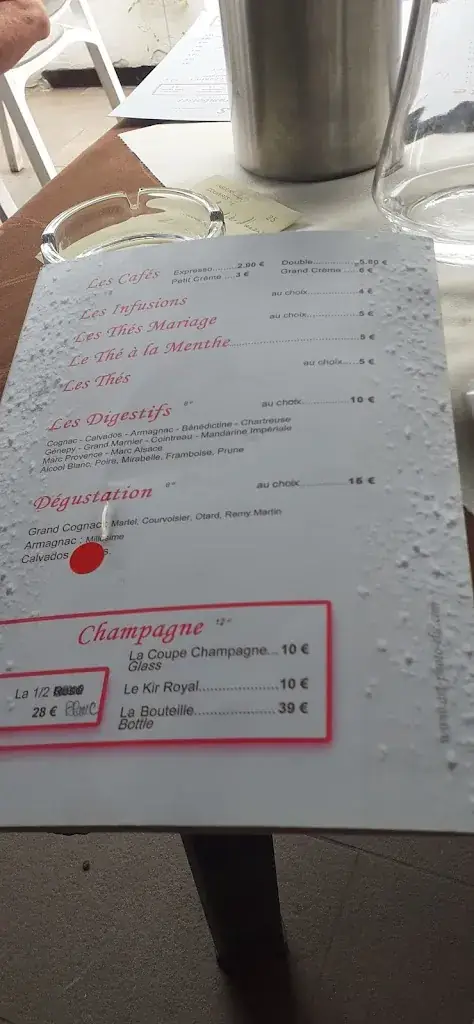 Les Cafés Expresso.........2.90 € Double..............5.80 €
Petit Crème ....3 € Grand Crème ....6 €
Les Infusions au choix................4 €
Les Thés Mariage au choix................5 €
Le Thé à la Menthe................................5 €
Les Thés au choix.....5 €
Les Digestifs au choix...............10 €
Cognac - Calvados - Armagnac - Bénédictine - Chartreuse
Génepy - Grand Marnier - Cointreau - Mandarine Impériale
Marc Provence - Marc Alsace
Alcool Blanc, Poire, Mirabelle, Framboise, Prune
Dégustation au choix...............15 €
Grand Cognac : Martel, Courvoisier, Otard, Remy Martin
Armagnac : Millésime
Calvados
Champagne
La Coupe Champagne... 10 €
Glass
Le Kir Royal.................... 10 €
La Bouteille...................... 39 €
Bottle
La 1/2
28 €